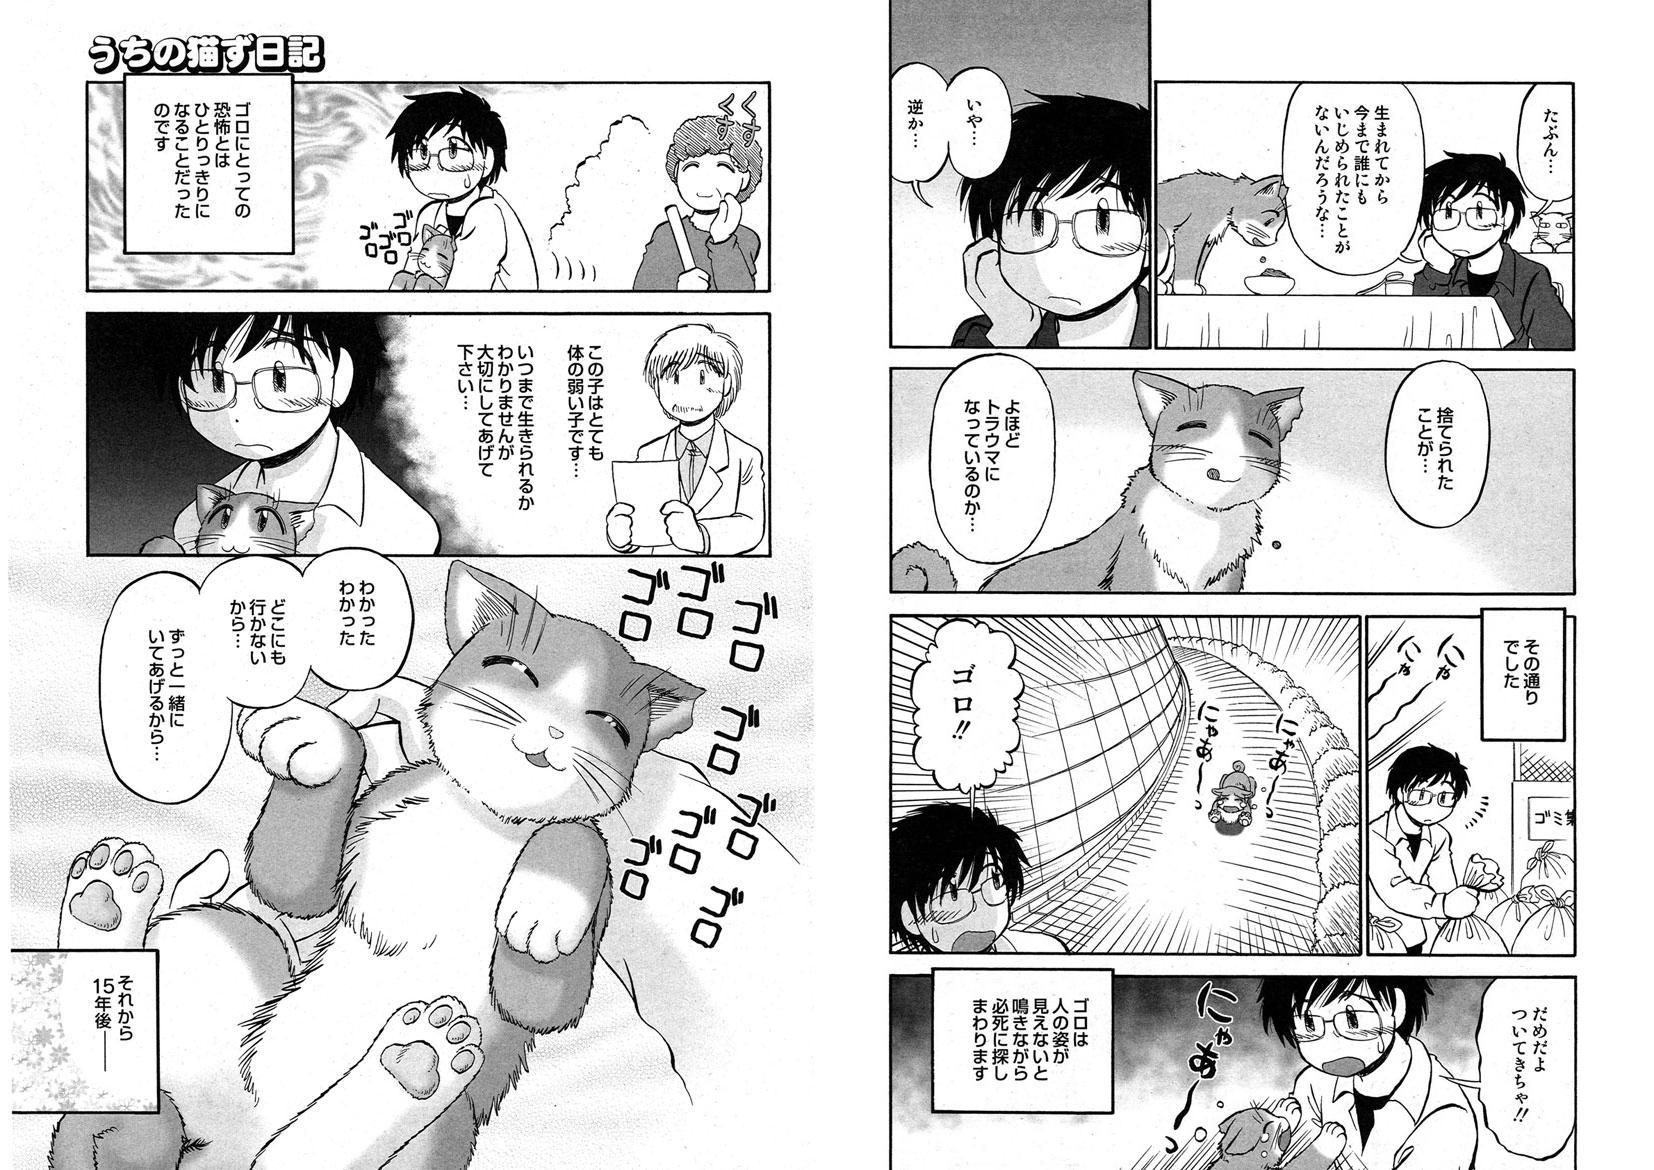 たぶん…
生まれてから
今まで誰にも
いじめられたことが
ないんだろうな…
いや…
逆か…
捨てられた
ことが…
よほど
トラウマに
なっているのか…
その通り
でした
にゃ〜
にゃ〜
ゴミ集
にゃあ〜
にゃあ〜
ゴロ!!
だめだよ
ついてきちゃ!!
にゃあ〜
ゴロは
人の姿が
見えないと
鳴きながら
必死に探し
まわります
うちの猫ず日記
くす
くす
ゴロにとっての
恐怖とは
ひとりっきりに
なることだった
のです
ゴロ
ゴロ
ゴロ
この子はとても
体の弱い子です…
いつまで生きられるか
わかりませんが
大切にしてあげて
下さい…
ゴロ
ゴロ
ゴロ
わかった
わかった
どこにも
行かない
から…
ずっと一緒に
いてあげるから…
ゴロ
ゴロ
ゴロ
ゴロ
ゴロ
それから
15年後──